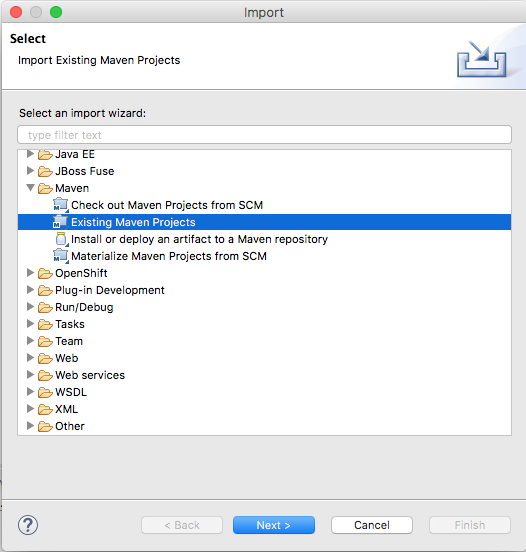 Import
Select
Import Existing Maven Projects
Select an import wizard:
type filter text
Java EE
JBoss Fuse
Maven
Check out Maven Projects from SCM
Existing Maven Projects
Install or deploy an artifact to a Maven repository
Materialize Maven Projects from SCM
OpenShift
Plug-in Development
Run/Debug
Tasks
Team
Web
Web services
WSDL
XML
Other
? < Back Next > Cancel Finish